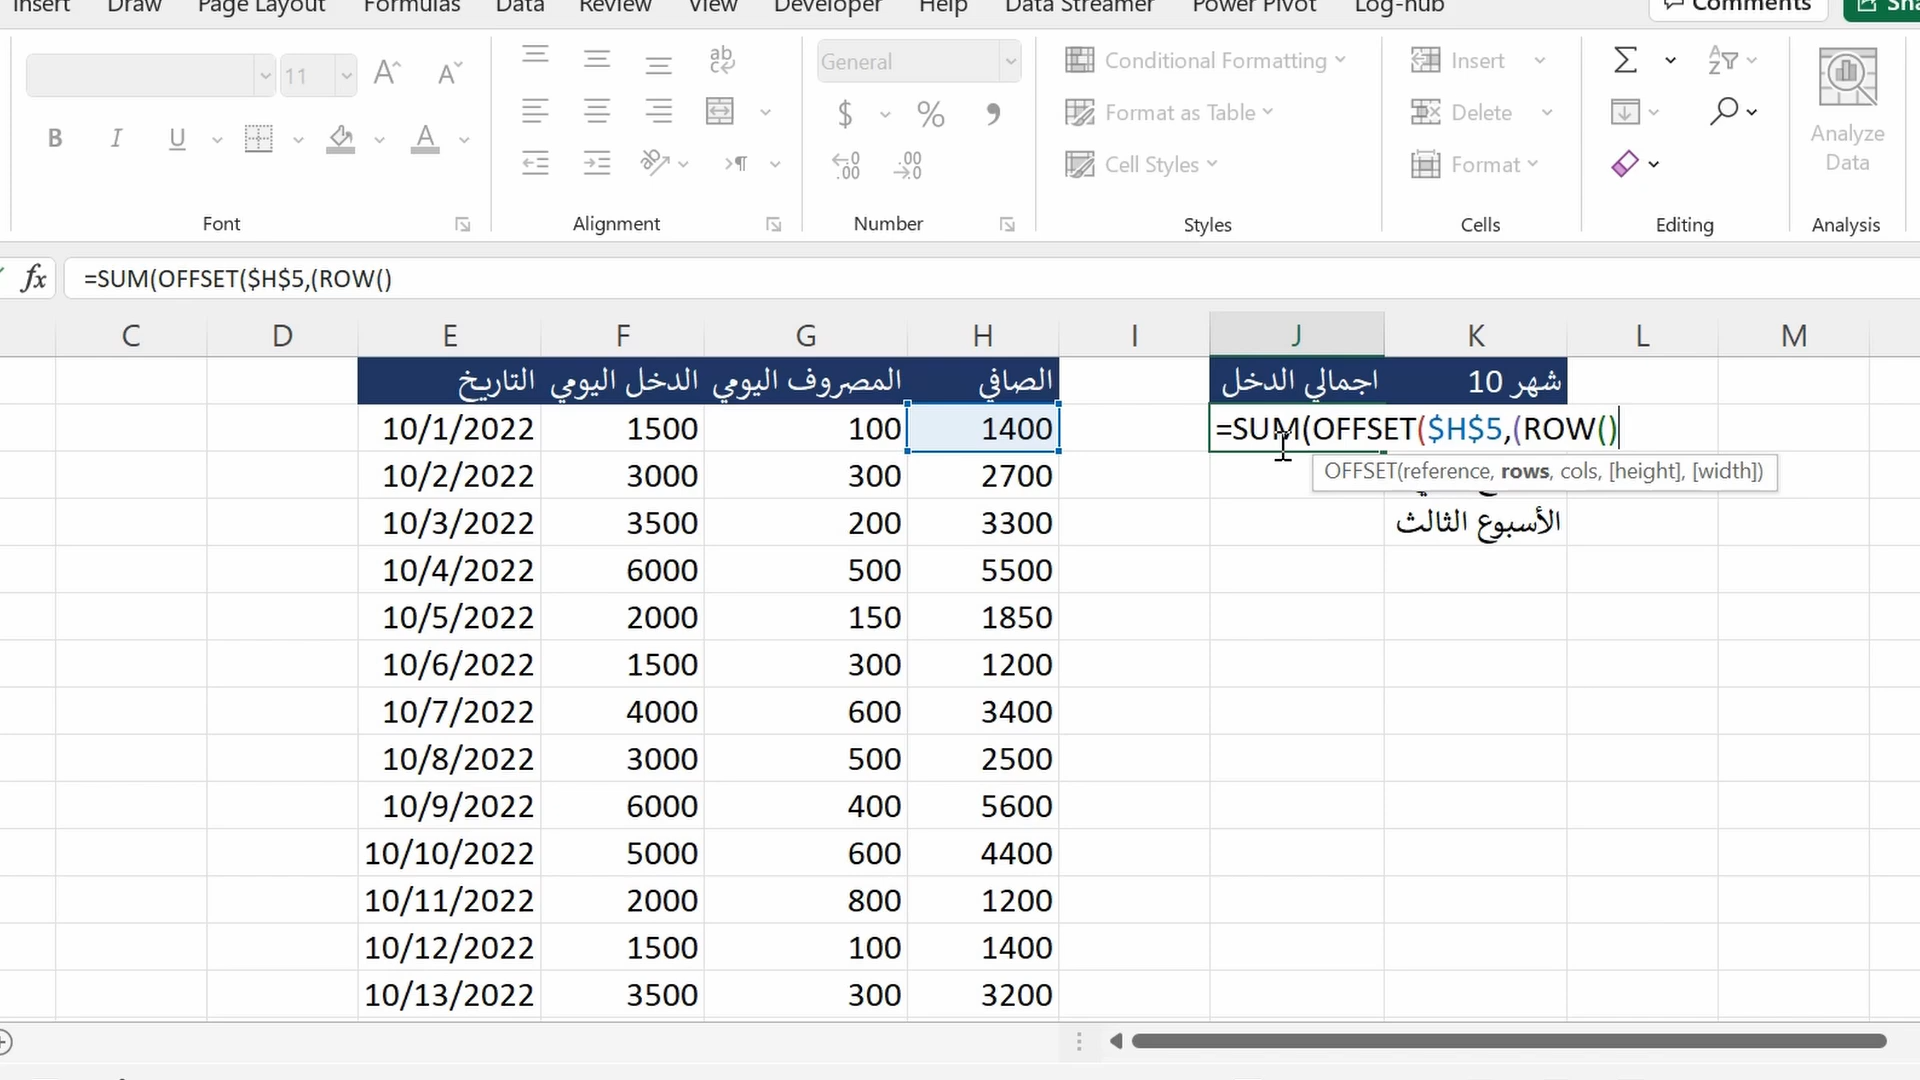 Insert Draw Page Layout Formulas Data Review View Developer Help Data Streamer Power Pivot Log-hub Comments
11 General Conditional Formatting Insert
$ % Format as Table Delete Analyze
B I U Cell Styles Format Data
Font Alignment Number Styles Cells Editing Analysis
fx =SUM(OFFSET($H$5,(ROW()
C D E F G H I J K L M
التاريخ الدخل اليومي المصروف اليومي الصافي اجمالي الدخل شهر 10
10/1/2022 1500 100 1400 =SUM(OFFSET($H$5,(ROW()
10/2/2022 3000 300 2700 OFFSET(reference, rows, cols, [height], [width])
10/3/2022 3500 200 3300 الأسبوع الثالث
10/4/2022 6000 500 5500
10/5/2022 2000 150 1850
10/6/2022 1500 300 1200
10/7/2022 4000 600 3400
10/8/2022 3000 500 2500
10/9/2022 6000 400 5600
10/10/2022 5000 600 4400
10/11/2022 2000 800 1200
10/12/2022 1500 100 1400
10/13/2022 3500 300 3200